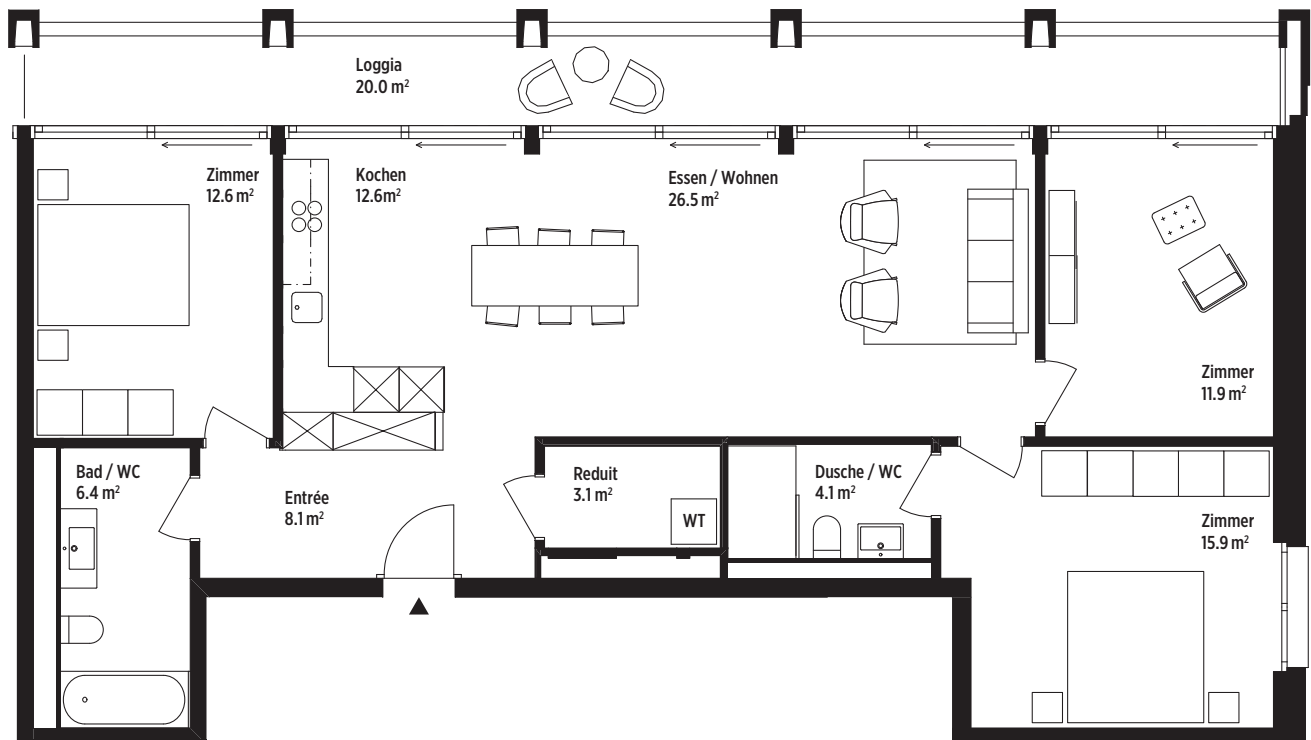 Loggia
20.0 m²
Zimmer
12.6 m²
Kochen
12.6m²
Essen / Wohnen
26.5 m²
Zimmer
11.9 m²
Bad / WC
6.4 m²
Entrée
8.1 m²
Reduit
3.1 m²
WT
Dusche / WC
4.1 m²
Zimmer
15.9 m²